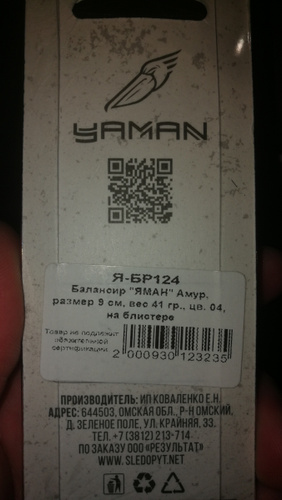 YAMAN
Я-БР124
Балансир "ЯМАН" Амур,
размер 9 см, вес 41 гр., цв. 04,
на блистере
Товар не подлежит
обязательной
сертификации
2 000930 123235
ПРОИЗВОДИТЕЛЬ: ИП КОВАЛЕНКО Е.Н.
АДРЕС: 644503, ОМСКАЯ ОБЛ., Р-Н ОМСКИЙ,
Д. ЗЕЛЕНОЕ ПОЛЕ, УЛ. КРАЙНЯЯ, 33.
ТЕЛ. +7 (3812) 213-714
ПО ЗАКАЗУ ООО «РЕЗУЛЬТАТ»
WWW.SLEDOPYT.NET